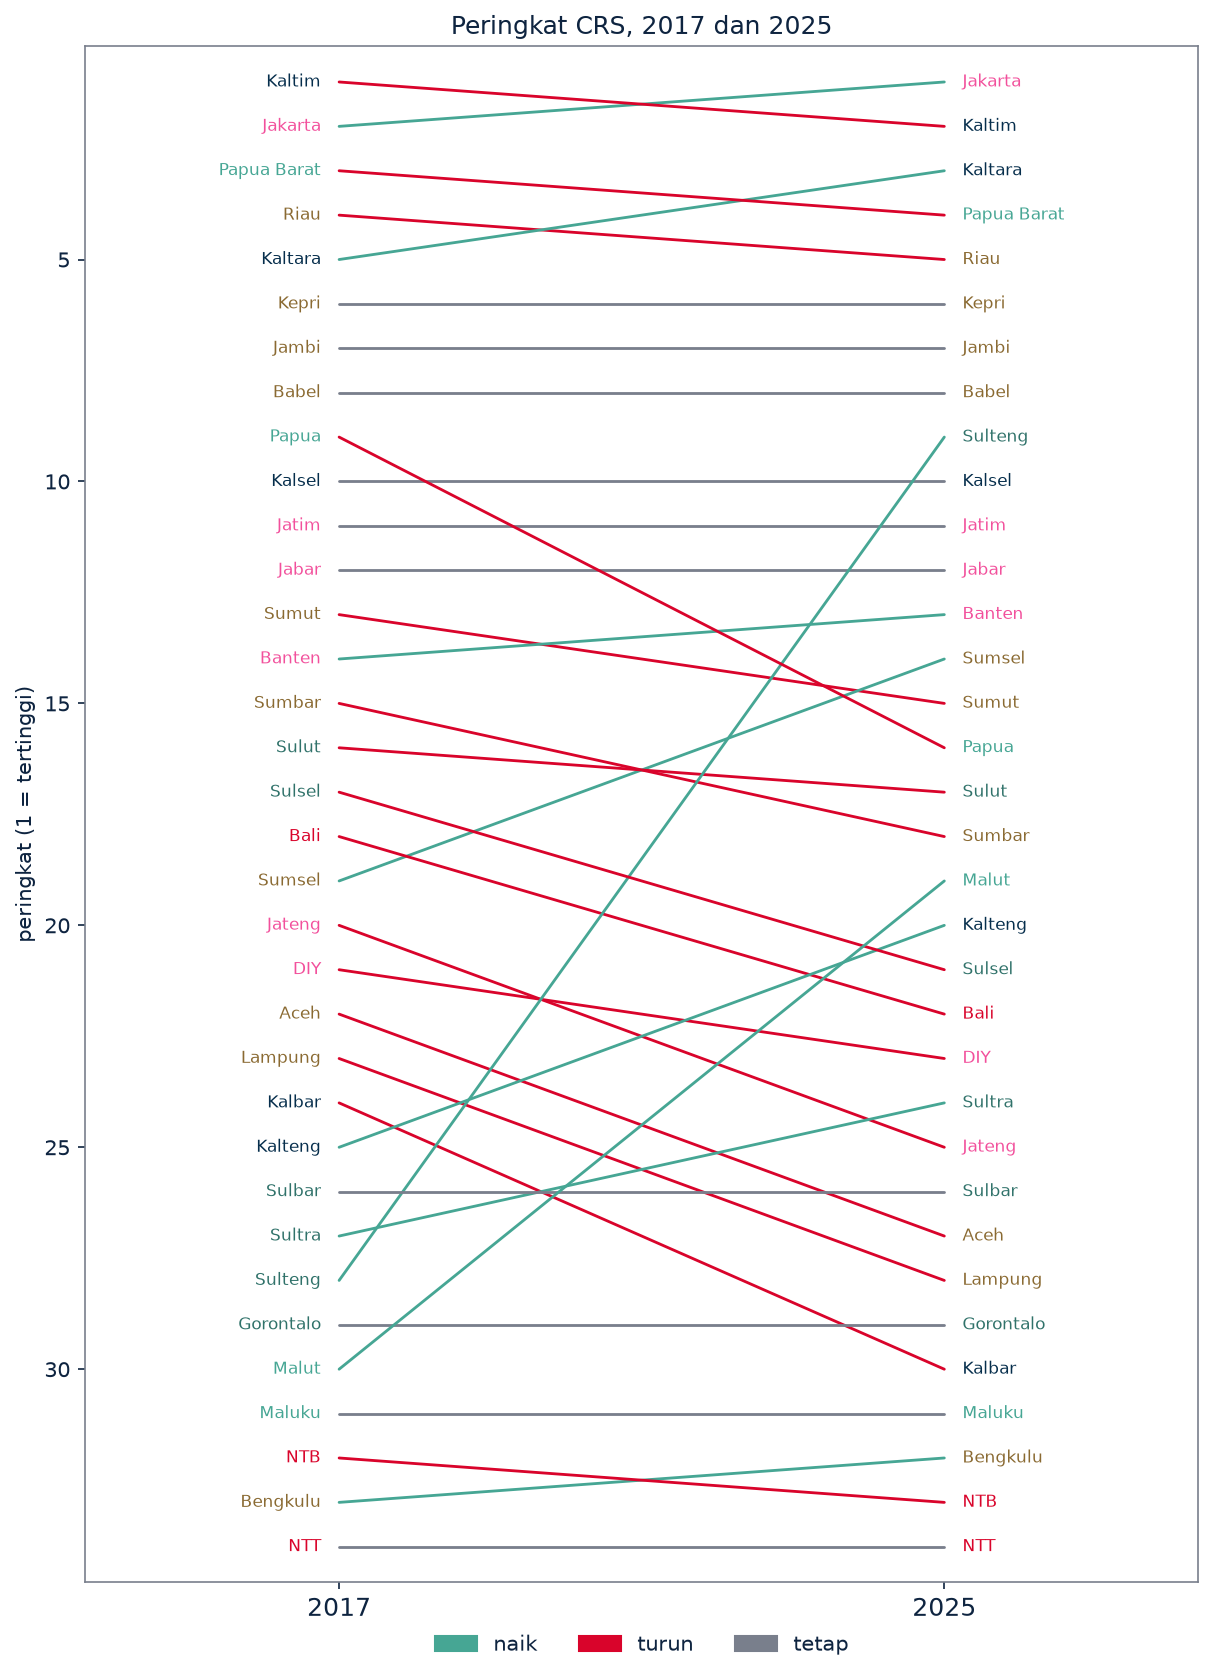 Peringkat CRS, 2017 dan 2025
peringkat (1 = tertinggi)
5
10
15
20
25
30
Kaltim
Jakarta
Papua Barat
Riau
Kaltara
Kepri
Jambi
Babel
Papua
Kalsel
Jatim
Jabar
Sumut
Banten
Sumbar
Sulut
Sulsel
Bali
Sumsel
Jateng
DIY
Aceh
Lampung
Kalbar
Kalteng
Sulbar
Sultra
Sulteng
Gorontalo
Malut
Maluku
NTB
Bengkulu
NTT
Jakarta
Kaltim
Kaltara
Papua Barat
Riau
Kepri
Jambi
Babel
Sulteng
Kalsel
Jatim
Jabar
Banten
Sumsel
Sumut
Papua
Sulut
Sumbar
Malut
Kalteng
Sulsel
Bali
DIY
Sultra
Jateng
Sulbar
Aceh
Lampung
Gorontalo
Kalbar
Maluku
Bengkulu
NTB
NTT
2017 2025
naik turun tetap